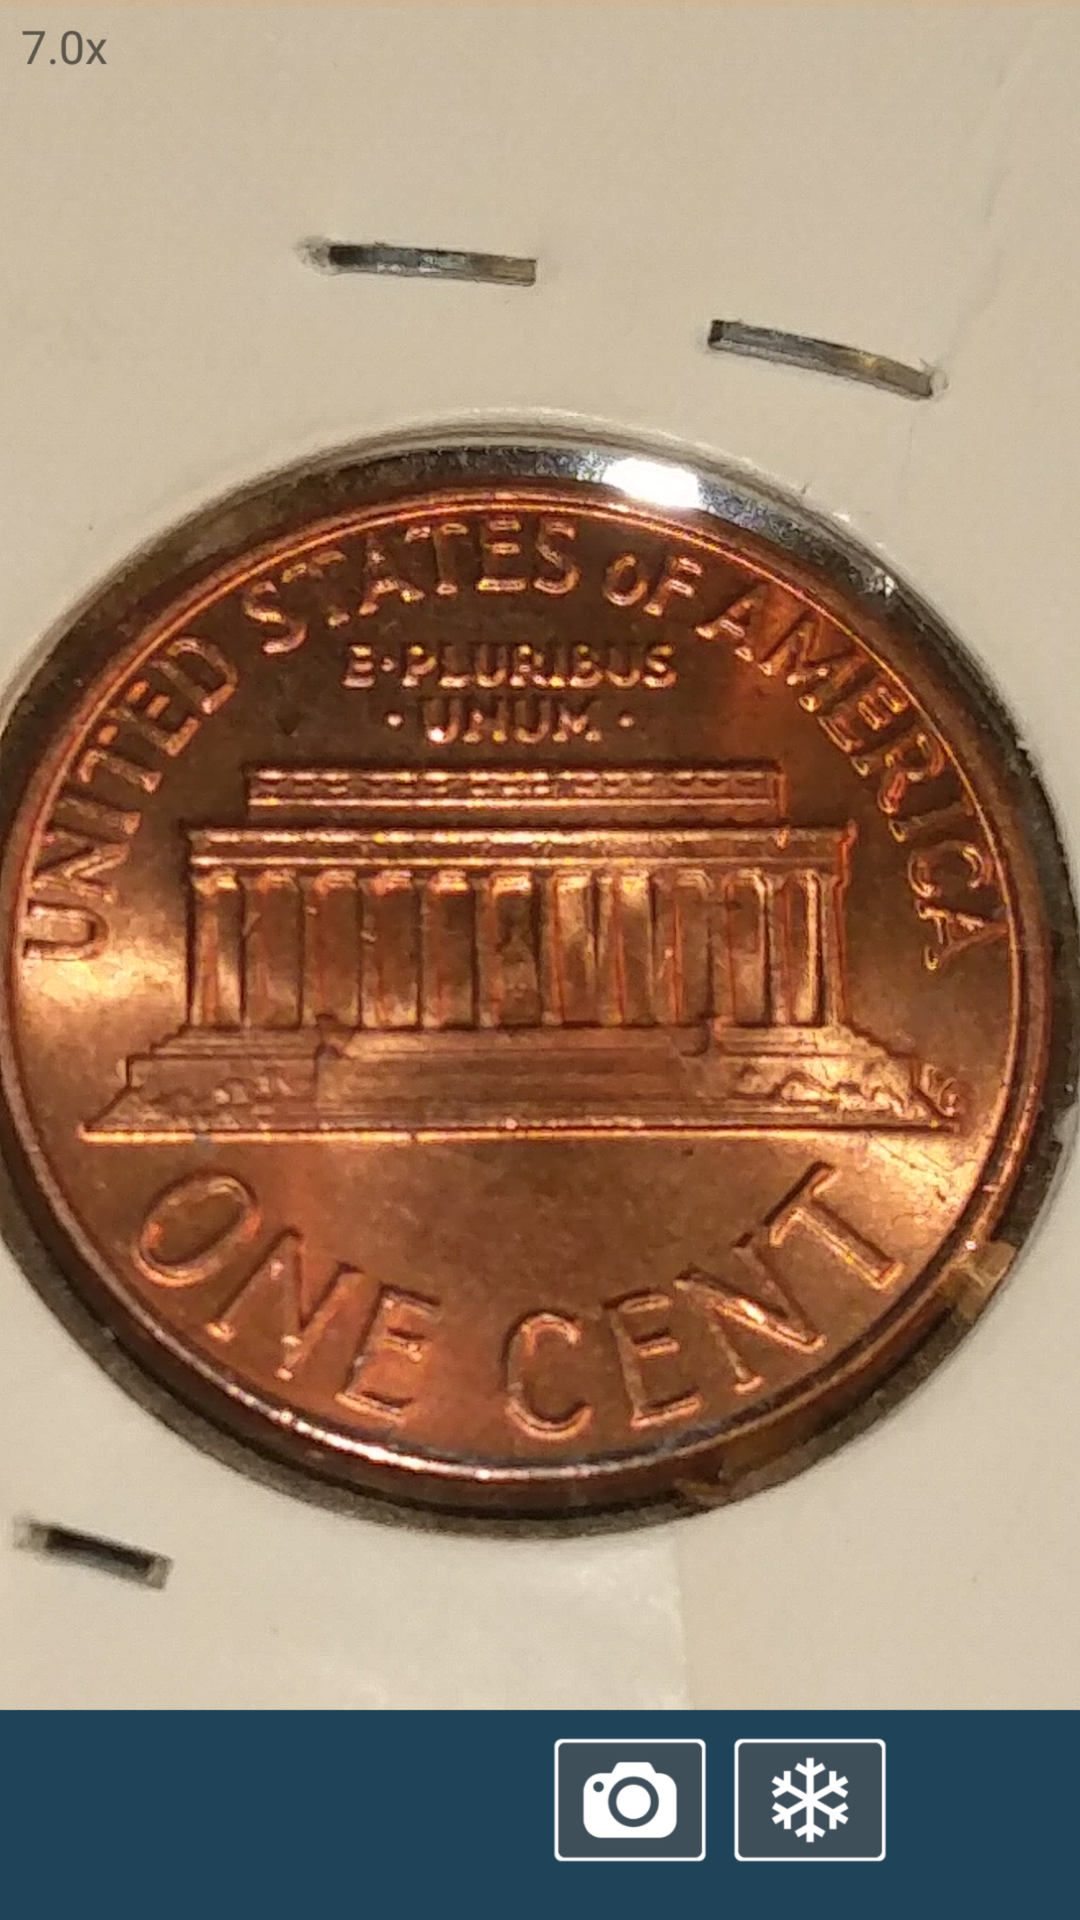 7.0x
UNITED STATES OF AMERICA
E·PLURIBUS
·UNUM·
ONE CENT